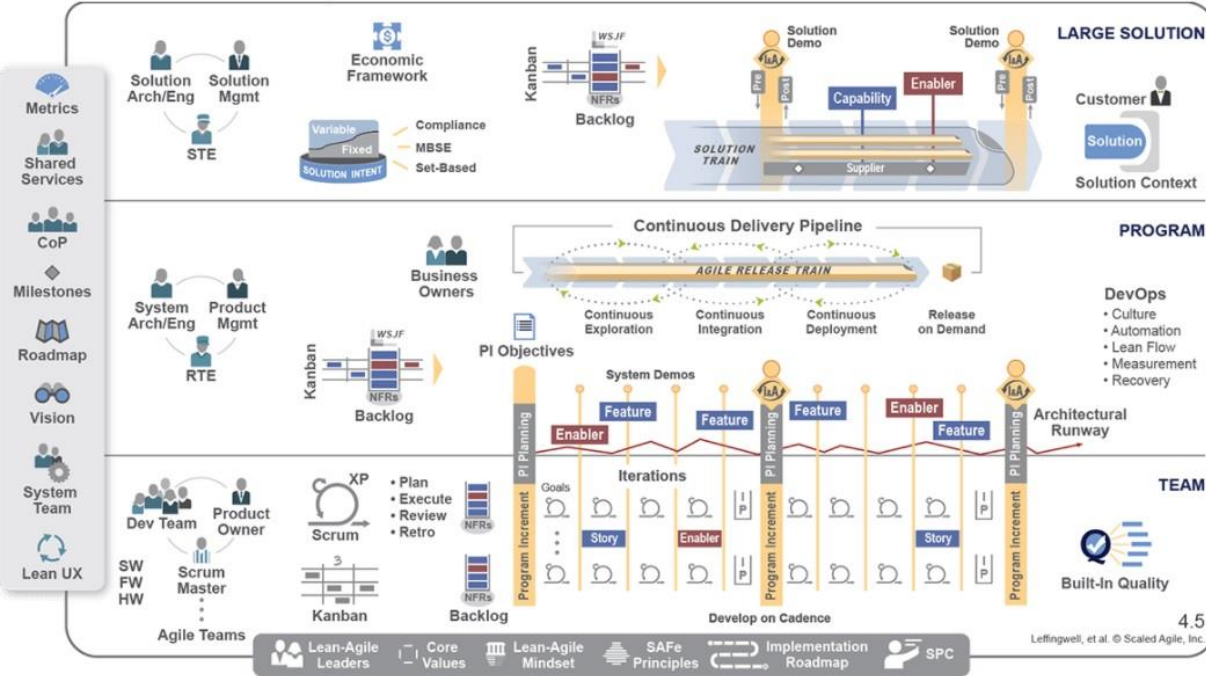 Metrics
Shared
Services
CoP
Milestones
Roadmap
Vision
System
Team
Lean UX
LARGE SOLUTION
Solution
Arch/Eng
Solution
Mgmt
STE
Economic
Framework
Variable
Fixed
SOLUTION INTENT
Compliance
MBSE
Set-Based
Kanban
WSJF
NFRs
Backlog
Solution
Demo
I&A
Pre
Post
Capability
Enabler
Solution
Demo
I&A
Pre
Post
SOLUTION
TRAIN
Supplier
Customer
Solution
Solution Context
PROGRAM
System
Arch/Eng
Product
Mgmt
RTE
Business
Owners
Continuous Delivery Pipeline
AGILE RELEASE TRAIN
Continuous
Exploration
Continuous
Integration
Continuous
Deployment
Release
on Demand
DevOps
• Culture
• Automation
• Lean Flow
• Measurement
• Recovery
Kanban
WSJF
NFRs
Backlog
PI Objectives
System Demos
I&A
I&A
PI Planning
Enabler
Feature
Feature
PI Planning
Feature
Enabler
Feature
PI Planning
Architectural
Runway
TEAM
Dev Team
Product
Owner
Scrum
Master
SW
FW
HW
Agile Teams
XP
Scrum
• Plan
• Execute
• Review
• Retro
3
Kanban
NFRs
NFRs
Backlog
Program Increment
Goals
Iterations
Story
Enabler
I
P
I
P
Program Increment
Story
I
P
I
P
Program Increment
Develop on Cadence
Built-In Quality
4.5
Leffingwell, et al. © Scaled Agile, Inc.
Lean-Agile
Leaders
Core
Values
Lean-Agile
Mindset
SAFe
Principles
Implementation
Roadmap
SPC